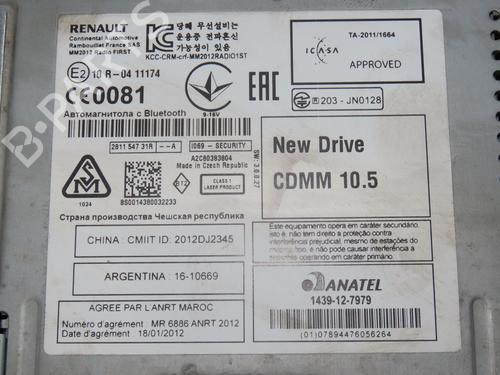 RENAULT
Continental Automotive
Rambouillet France SAS
MM2012 Radio FIRST
당해 무선설비는
운용중 전파혼신
가능성이 있음
KCC-CRM-crf-MM2012RADIO1ST
TA-2011/1664
ICASA
APPROVED
E2 10 R-04 11174
CE0081
9-16V
EAC
203-JN0128
Автомагнитола с Bluetooth
2811 547 31R --A
I069 - SECURITY
A2C80383804
Made in Czech Republic
SM
1024
BTZ
CLASS 1
LASER PRODUCT
BS0014380032233
SW: 3.0.8.27
New Drive
CDMM 10.5
Страна производства Чешская республика
CHINA : CMIIT ID: 2012DJ2345
ARGENTINA : 16-10669
AGREE PAR L'ANRT MAROC
Numéro d'agrément MR 6886 ANRT 2012
Date d'agrément 18/01/2012
Este equipamento opera em caráter secundário,
isto é, não tem direito a proteção contra
interferência prejudicial, mesmo de estações do
mesmo tipo, e não pode causar interferência a
sistemas operando em caráter primário.
ANATEL
1439-12-7979
(01)07894476056264
B-PARTS